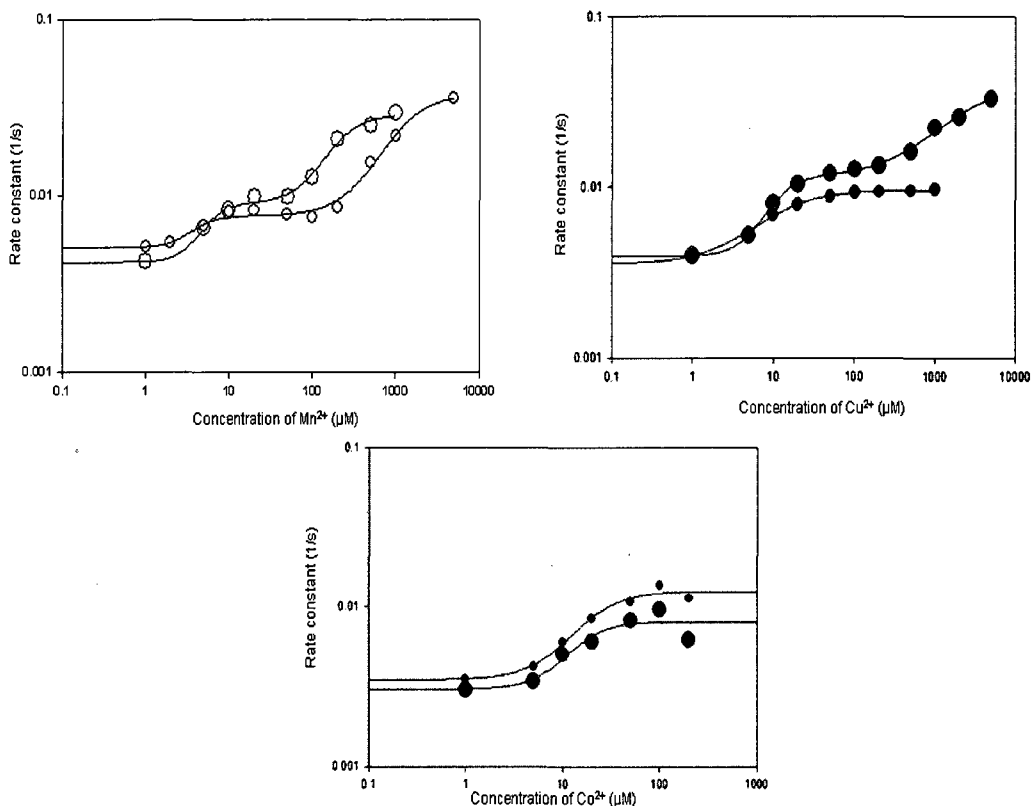 0.1
0.01
0.001
Rate constant (1/s)
0.1 1 10 100 1000 10000
Concentration of Mn²⁺ (µM)
0.1
0.01
0.001
Rate constant (1/s)
0.1 1 10 100 1000 10000
Concentration of Cu²⁺ (µM)
0.1
0.01
0.001
Rate constant (1/s)
0.1 1 10 100 1000
Concentration of Co²⁺ (µM)